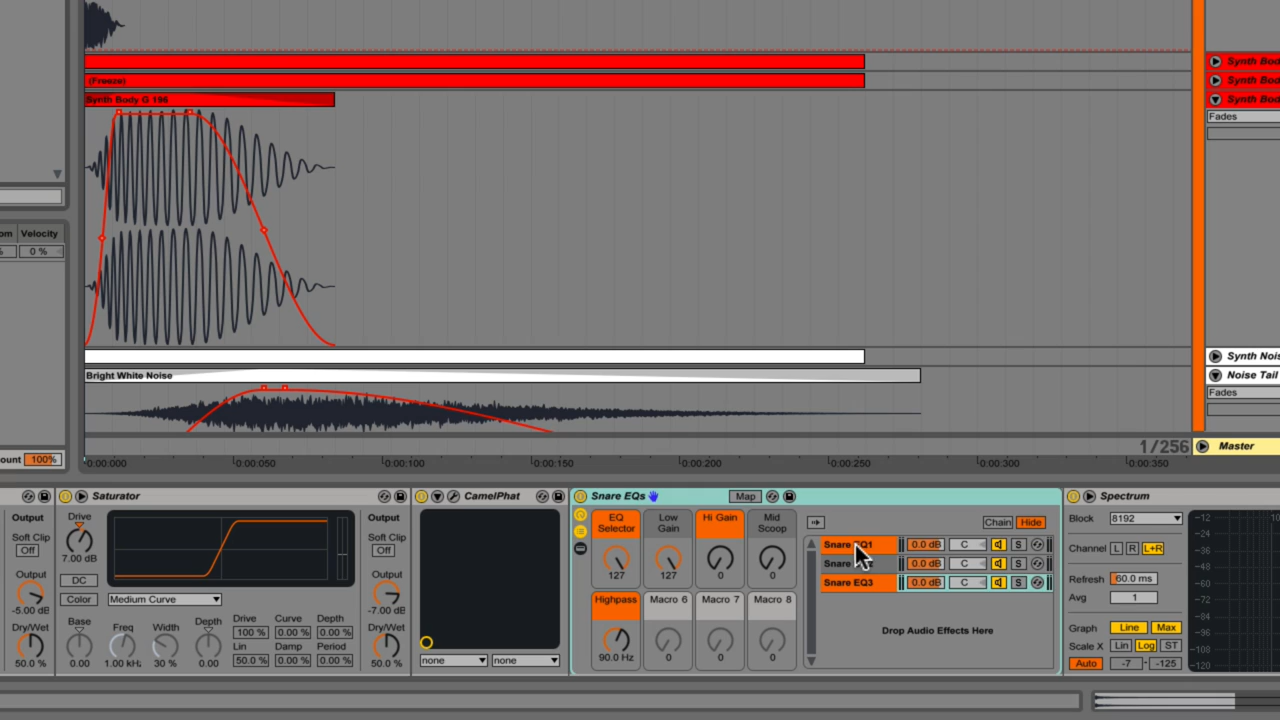 Synth Bod
(Freeze)
Synth Bod
Synth Body G 196
Synth Bod
Fades
om Velocity
% 0 %
Synth Nois
Bright White Noise
Noise Tail
Fades
1/256
Master
ount 100%
0:00:000 0:00:050 0:00:100 0:00:150 0:00:200 0:00:250 0:00:300 0:00:350
Output
Soft Clip
Off
Output
-5.00 dB
Dry/Wet
50.0 %
Saturator
Drive
7.00 dB
DC
Color
Medium Curve
Base
0.00
Freq
1.00 kHz
Width
30 %
Depth
0.00
Drive Curve Depth
100 % 0.00 % 0.00 %
Lin Damp Period
50.0 % 0.00 % 0.00 %
Output
Soft Clip
Off
Output
-7.00 dB
Dry/Wet
50.0 %
CamelPhat
none none
Snare EQs
Map
EQ Selector
127
Low Gain
127
Hi Gain
0
Mid Scoop
0
Highpass
90.0 Hz
Macro 6
0
Macro 7
0
Macro 8
0
Chain Hide
Snare EQ1 0.0 dB C S
Snare 0.0 dB C S
Snare EQ3 0.0 dB C S
Drop Audio Effects Here
Spectrum
Block 8192
Channel L R L+R
Refresh 60.0 ms
Avg 1
Graph Line Max
Scale X Lin Log ST
Auto -7 - -125
10
-12
-24
-36
-48
-60
-72
-84
-96
-108
-120